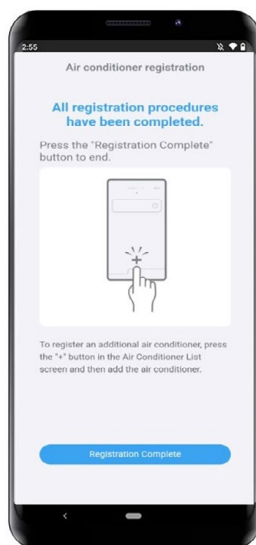 2:55
Air conditioner registration
All registration procedures
have been completed.
Press the "Registration Complete"
button to end.
To register an additional air conditioner, press
the "+" button in the Air Conditioner List
screen and then add the air conditioner.
Registration Complete